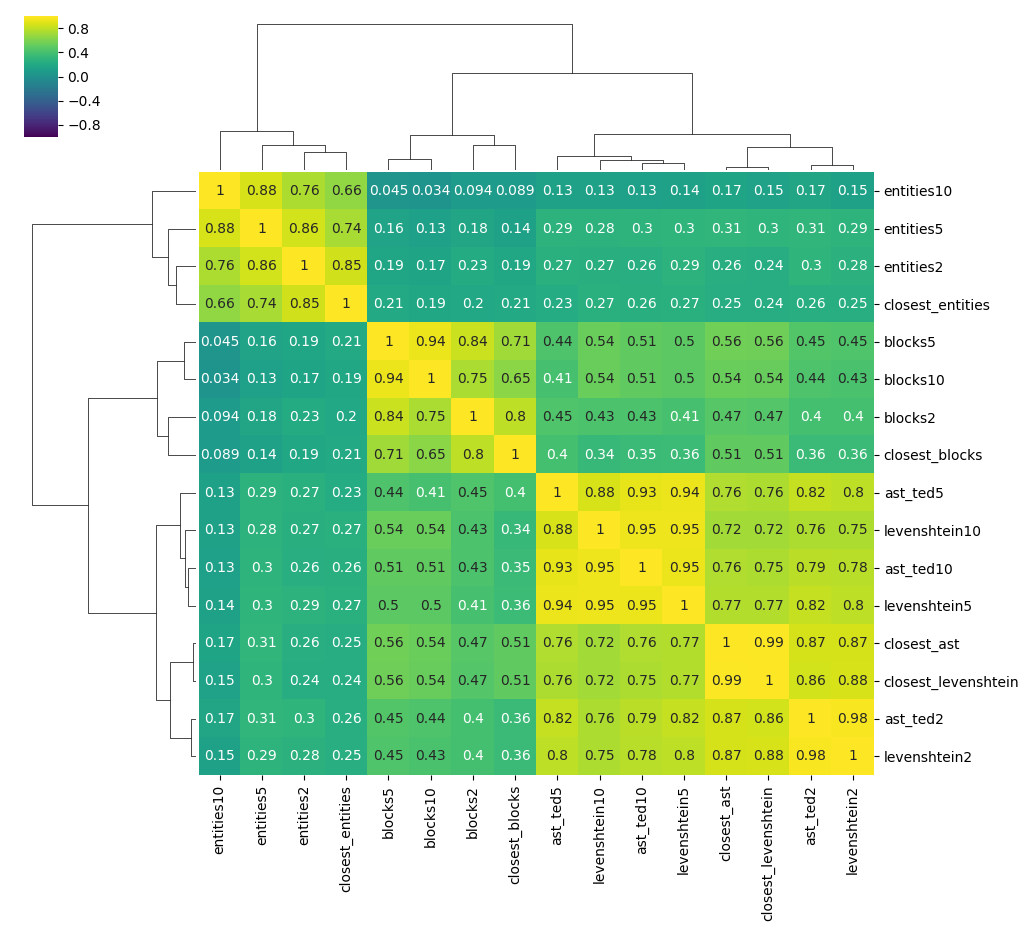 0.8
0.4
0.0
−0.4
−0.8
1 0.88 0.76 0.66 0.045 0.034 0.094 0.089 0.13 0.13 0.13 0.14 0.17 0.15 0.17 0.15 entities10
0.88 1 0.86 0.74 0.16 0.13 0.18 0.14 0.29 0.28 0.3 0.3 0.31 0.3 0.31 0.29 entities5
0.76 0.86 1 0.85 0.19 0.17 0.23 0.19 0.27 0.27 0.26 0.29 0.26 0.24 0.3 0.28 entities2
0.66 0.74 0.85 1 0.21 0.19 0.2 0.21 0.23 0.27 0.26 0.27 0.25 0.24 0.26 0.25 closest_entities
0.045 0.16 0.19 0.21 1 0.94 0.84 0.71 0.44 0.54 0.51 0.5 0.56 0.56 0.45 0.45 blocks5
0.034 0.13 0.17 0.19 0.94 1 0.75 0.65 0.41 0.54 0.51 0.5 0.54 0.54 0.44 0.43 blocks10
0.094 0.18 0.23 0.2 0.84 0.75 1 0.8 0.45 0.43 0.43 0.41 0.47 0.47 0.4 0.4 blocks2
0.089 0.14 0.19 0.21 0.71 0.65 0.8 1 0.4 0.34 0.35 0.36 0.51 0.51 0.36 0.36 closest_blocks
0.13 0.29 0.27 0.23 0.44 0.41 0.45 0.4 1 0.88 0.93 0.94 0.76 0.76 0.82 0.8 ast_ted5
0.13 0.28 0.27 0.27 0.54 0.54 0.43 0.34 0.88 1 0.95 0.95 0.72 0.72 0.76 0.75 levenshtein10
0.13 0.3 0.26 0.26 0.51 0.51 0.43 0.35 0.93 0.95 1 0.95 0.76 0.75 0.79 0.78 ast_ted10
0.14 0.3 0.29 0.27 0.5 0.5 0.41 0.36 0.94 0.95 0.95 1 0.77 0.77 0.82 0.8 levenshtein5
0.17 0.31 0.26 0.25 0.56 0.54 0.47 0.51 0.76 0.72 0.76 0.77 1 0.99 0.87 0.87 closest_ast
0.15 0.3 0.24 0.24 0.56 0.54 0.47 0.51 0.76 0.72 0.75 0.77 0.99 1 0.86 0.88 closest_levenshtein
0.17 0.31 0.3 0.26 0.45 0.44 0.4 0.36 0.82 0.76 0.79 0.82 0.87 0.86 1 0.98 ast_ted2
0.15 0.29 0.28 0.25 0.45 0.43 0.4 0.36 0.8 0.75 0.78 0.8 0.87 0.88 0.98 1 levenshtein2
entities10
entities5
entities2
closest_entities
blocks5
blocks10
blocks2
closest_blocks
ast_ted5
levenshtein10
ast_ted10
levenshtein5
closest_ast
closest_levenshtein
ast_ted2
levenshtein2